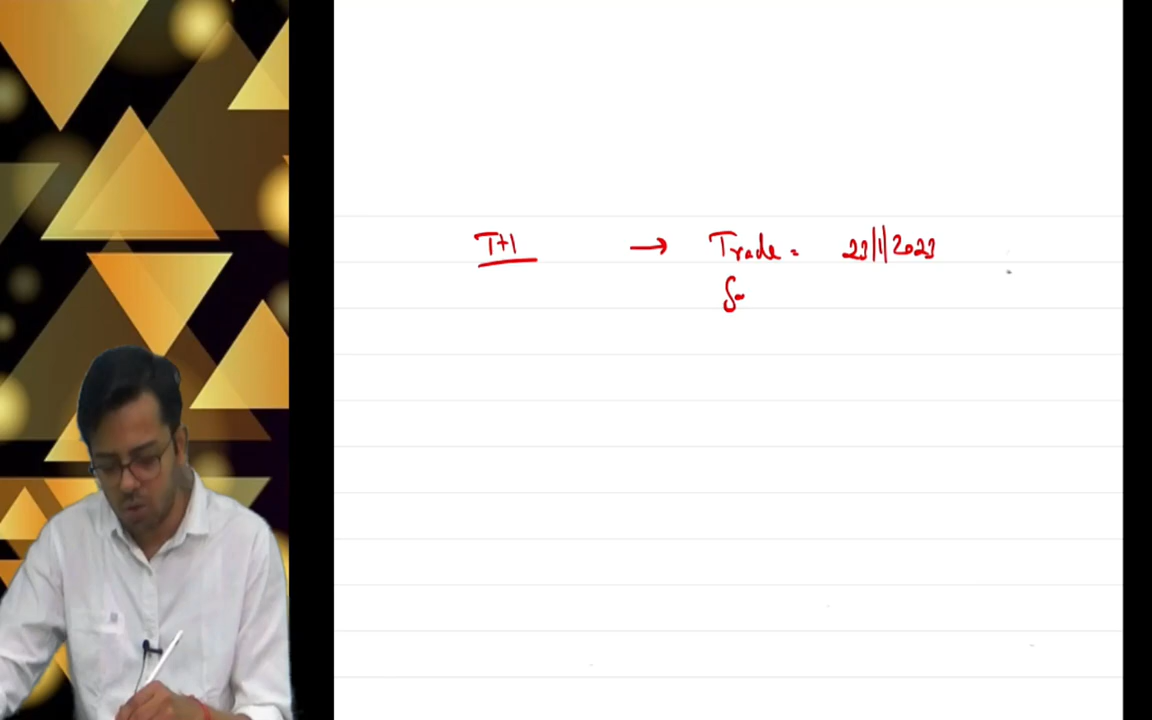 T+1 → Trade = 23/1/2023